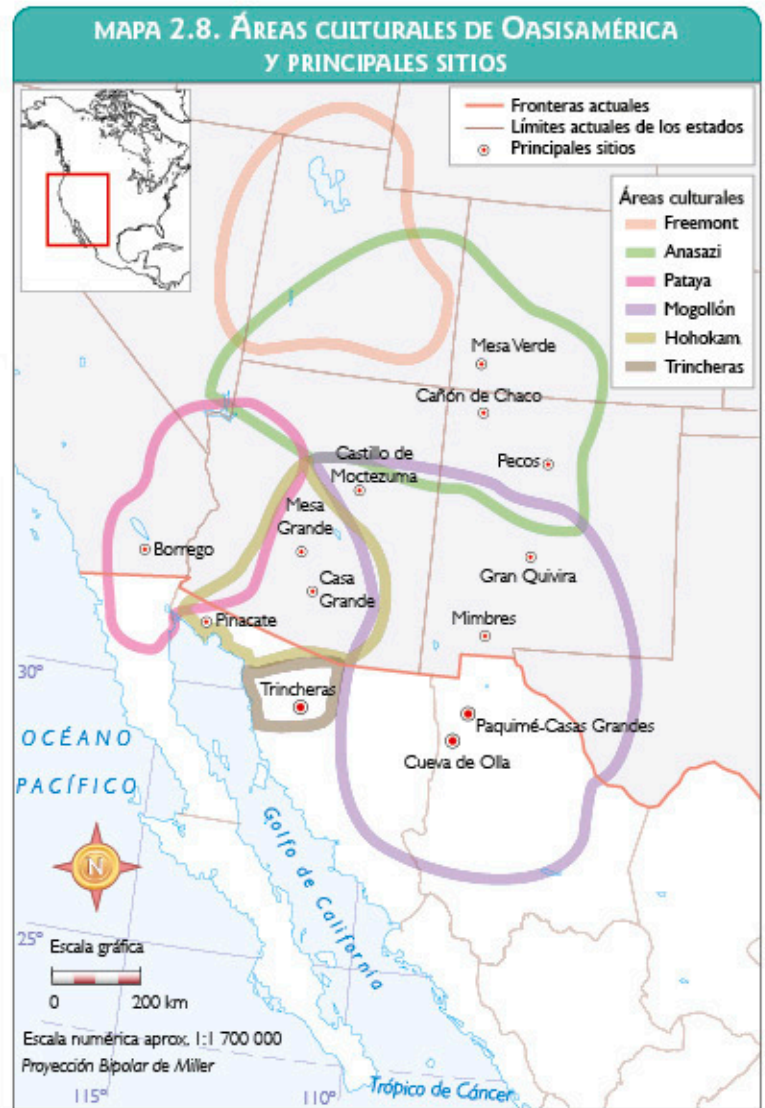 MAPA 2.8. ÁREAS CULTURALES DE OASISAMÉRICA
Y PRINCIPALES SITIOS
Fronteras actuales
Límites actuales de los estados
Principales sitios
Áreas culturales
Freemont
Anasazi
Pataya
Mogollón
Hohokam
Trincheras
Mesa Verde
Cañón de Chaco
Castillo de
Moctezuma
Pecos
Mesa
Grande
Borrego
Gran Quivira
Casa
Grande
Pinacate
Mimbres
30°
Trincheras
Paquimé-Casas Grandes
Cueva de Olla
OCÉANO
PACÍFICO
Golfo de California
N
25°
Escala gráfica
0 200 km
Escala numérica aprox. 1:1 700 000
Proyección Bipolar de Miller
115° 110° Trópico de Cáncer